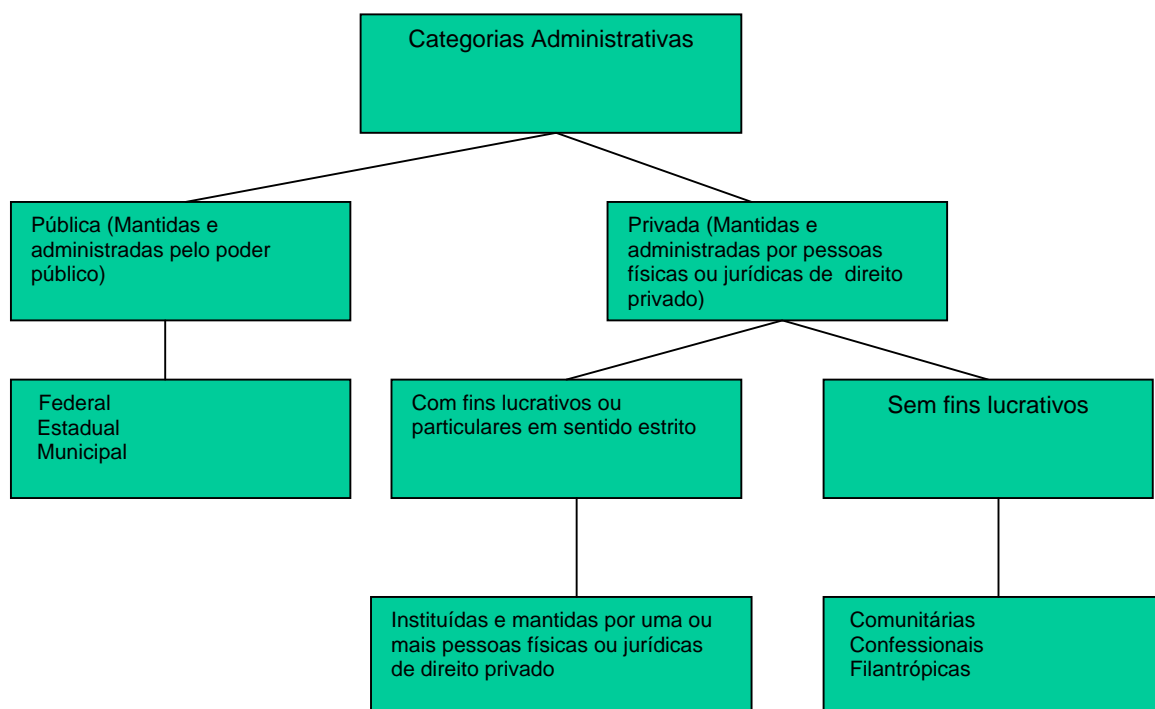 Categorias Administrativas
Pública (Mantidas e
administradas pelo poder
público)
Privada (Mantidas e
administradas por pessoas
físicas ou jurídicas de  direito
privado)
Federal
Estadual
Municipal
Com fins lucrativos ou
particulares em sentido estrito
Sem fins lucrativos
Instituídas e mantidas por uma ou
mais pessoas físicas ou jurídicas
de direito privado
Comunitárias
Confessionais
Filantrópicas